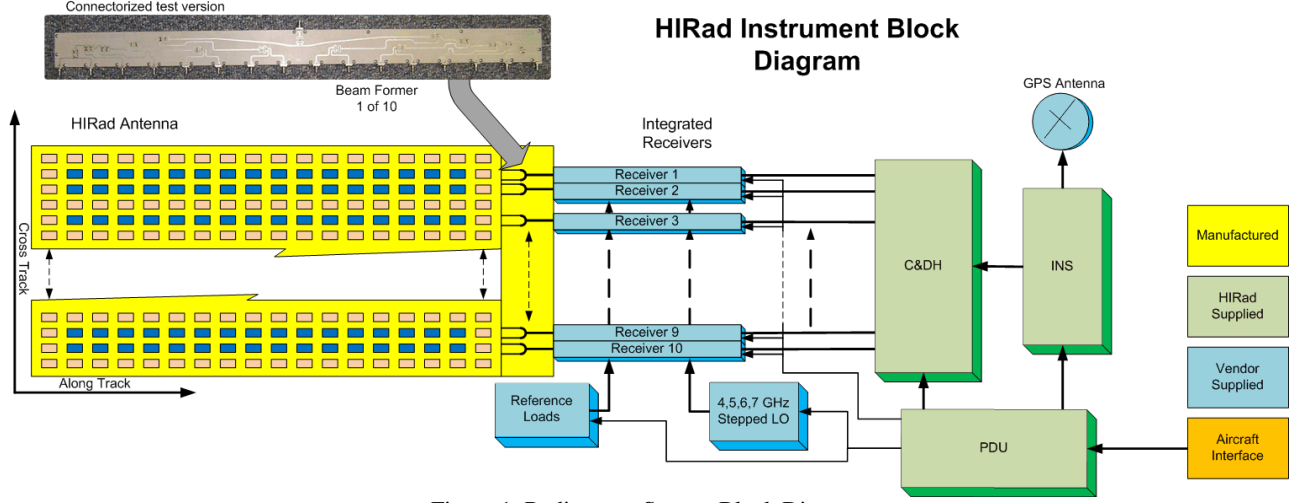 Connectorized test version
HIRad Instrument Block
Diagram
Beam Former
1 of 10
GPS Antenna
HIRad Antenna
Integrated
Receivers
Receiver 1
Receiver 2
Receiver 3
Cross Track
C&DH
INS
Manufactured
HIRad
Supplied
Receiver 9
Receiver 10
Vendor
Supplied
Along Track
Reference
Loads
4,5,6,7 GHz
Stepped LO
PDU
Aircraft
Interface